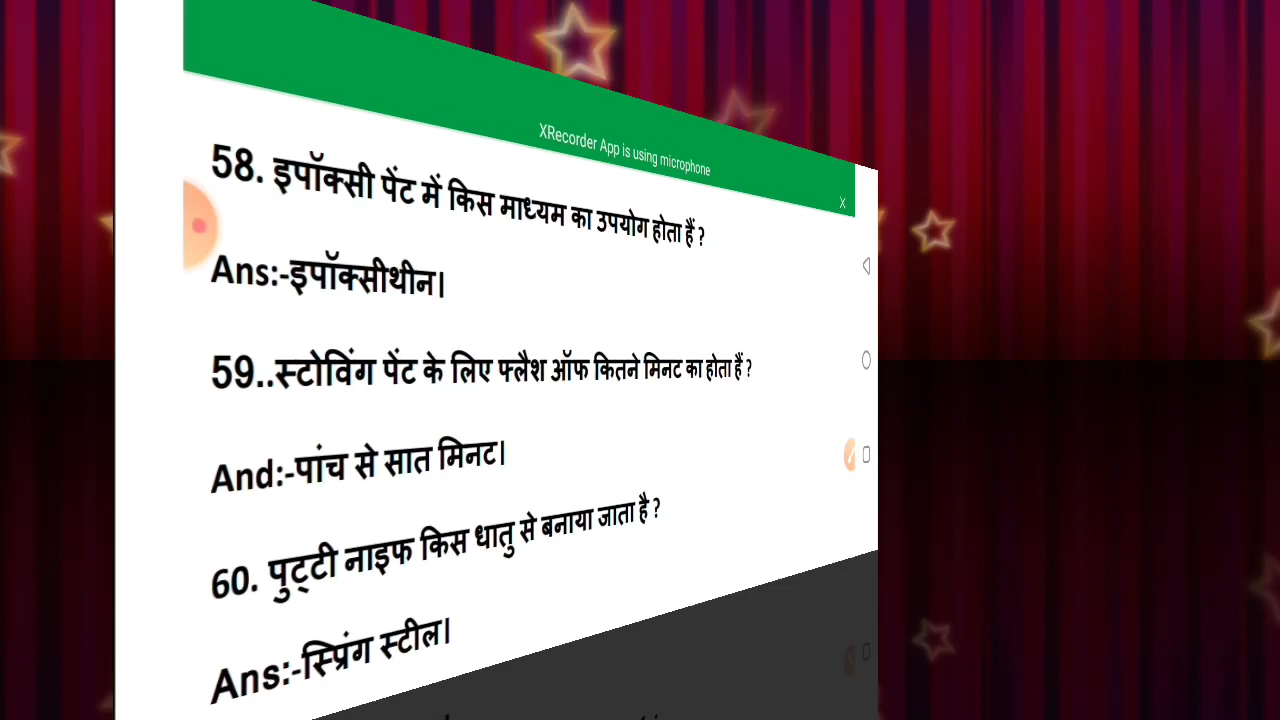 XRecorder App is using microphone
X
58. इपॉक्सी पेंट में किस माध्यम का उपयोग होता हैं ?
Ans:-इपॉक्सीथीन।
59..स्टोविंग पेंट के लिए फ्लैश ऑफ कितने मिनट का होता हैं ?
And:-पांच से सात मिनट।
60. पुट्टी नाइफ किस धातु से बनाया जाता है ?
Ans:-स्प्रिंग स्टील।